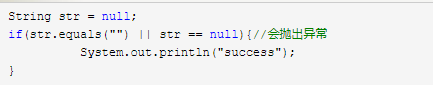 String str = null;
if(str.equals("") || str == null){//会抛出异常
System.out.println("success");
}